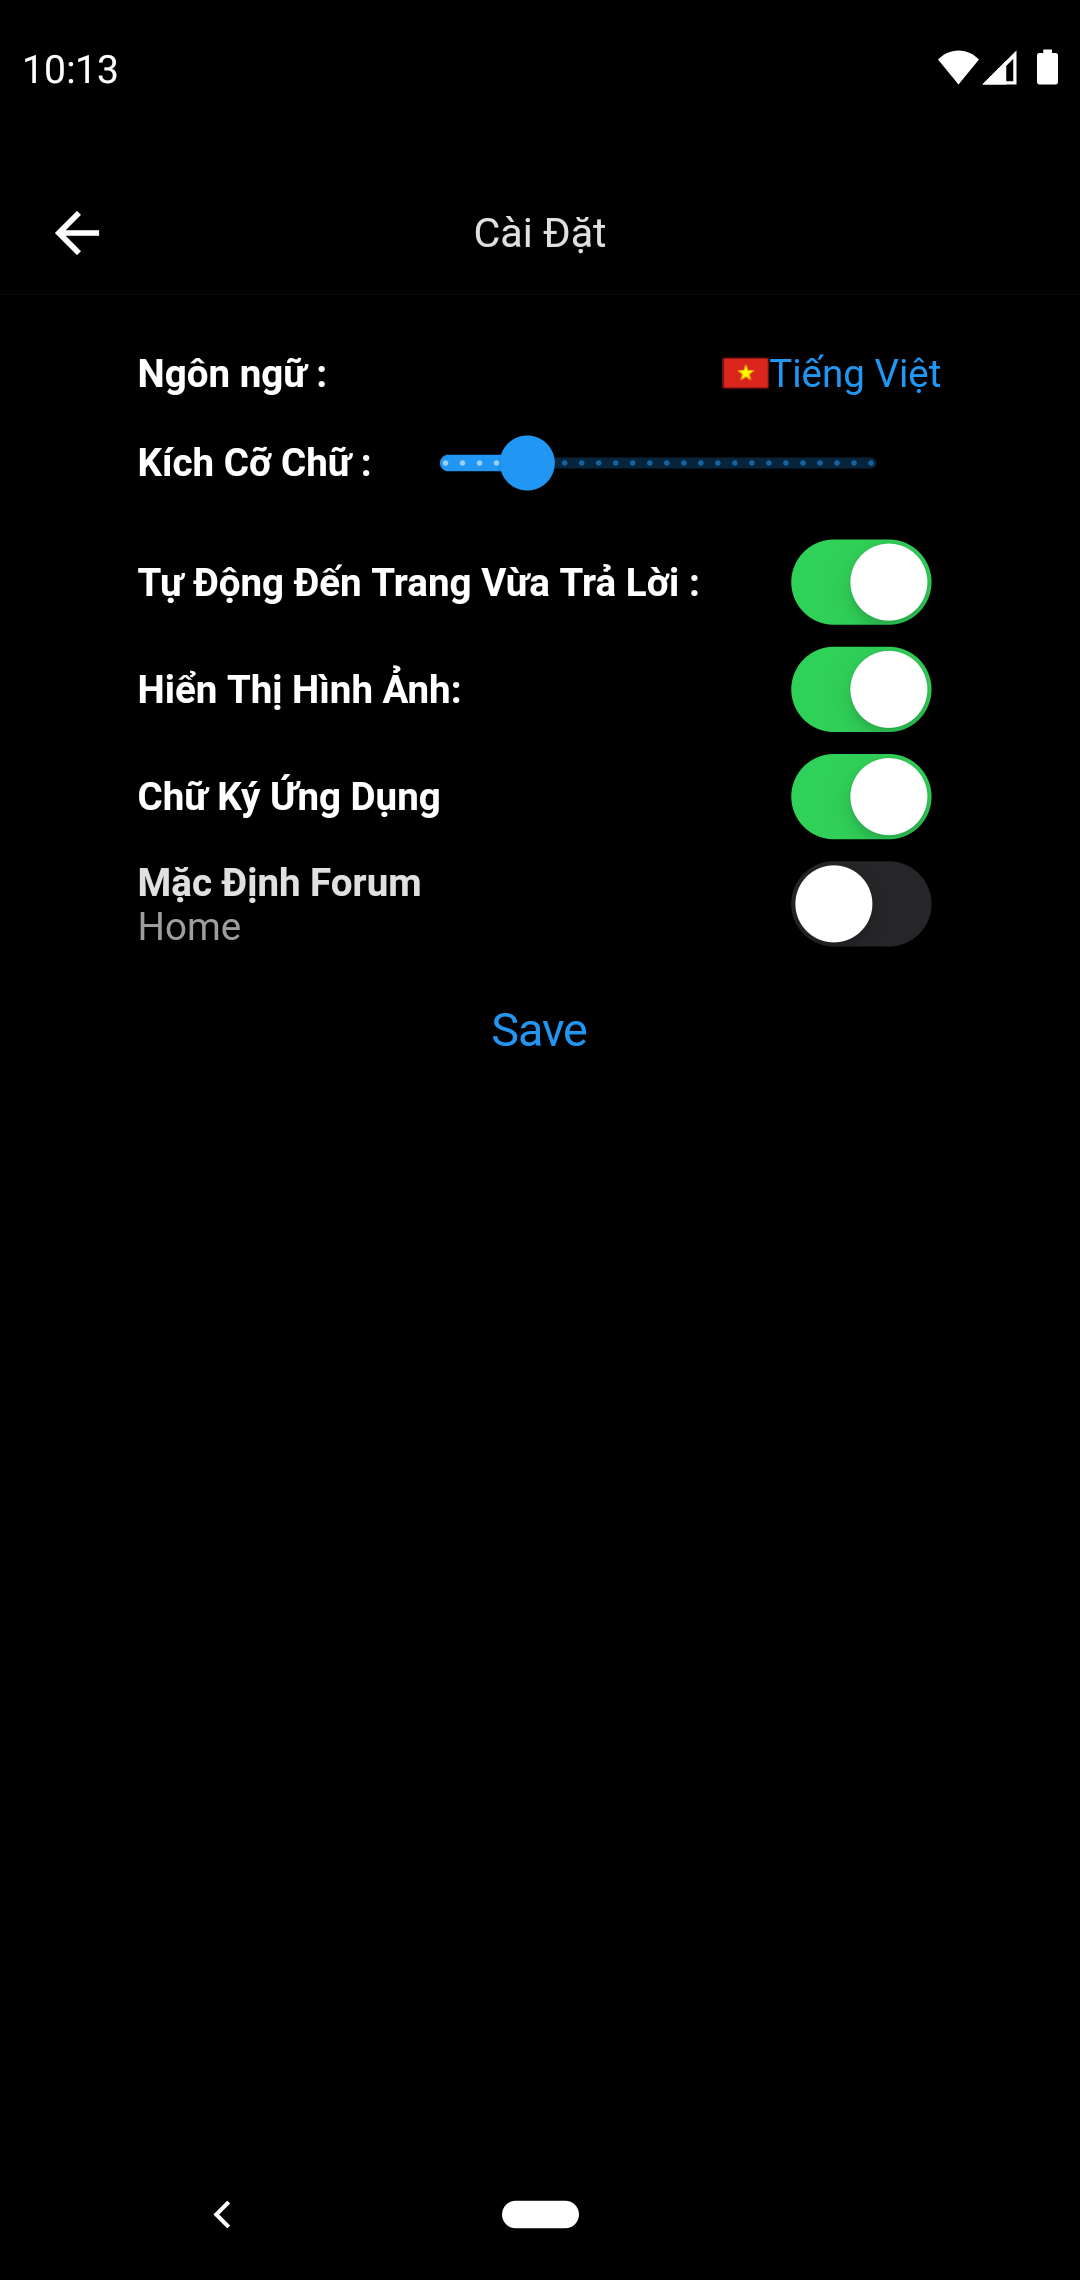 10:13
Cài Đặt
Ngôn ngữ :
Tiếng Việt
Kích Cỡ Chữ :
Tự Động Đến Trang Vừa Trả Lời :
Hiển Thị Hình Ảnh:
Chữ Ký Ứng Dụng
Mặc Định Forum
Home
Save